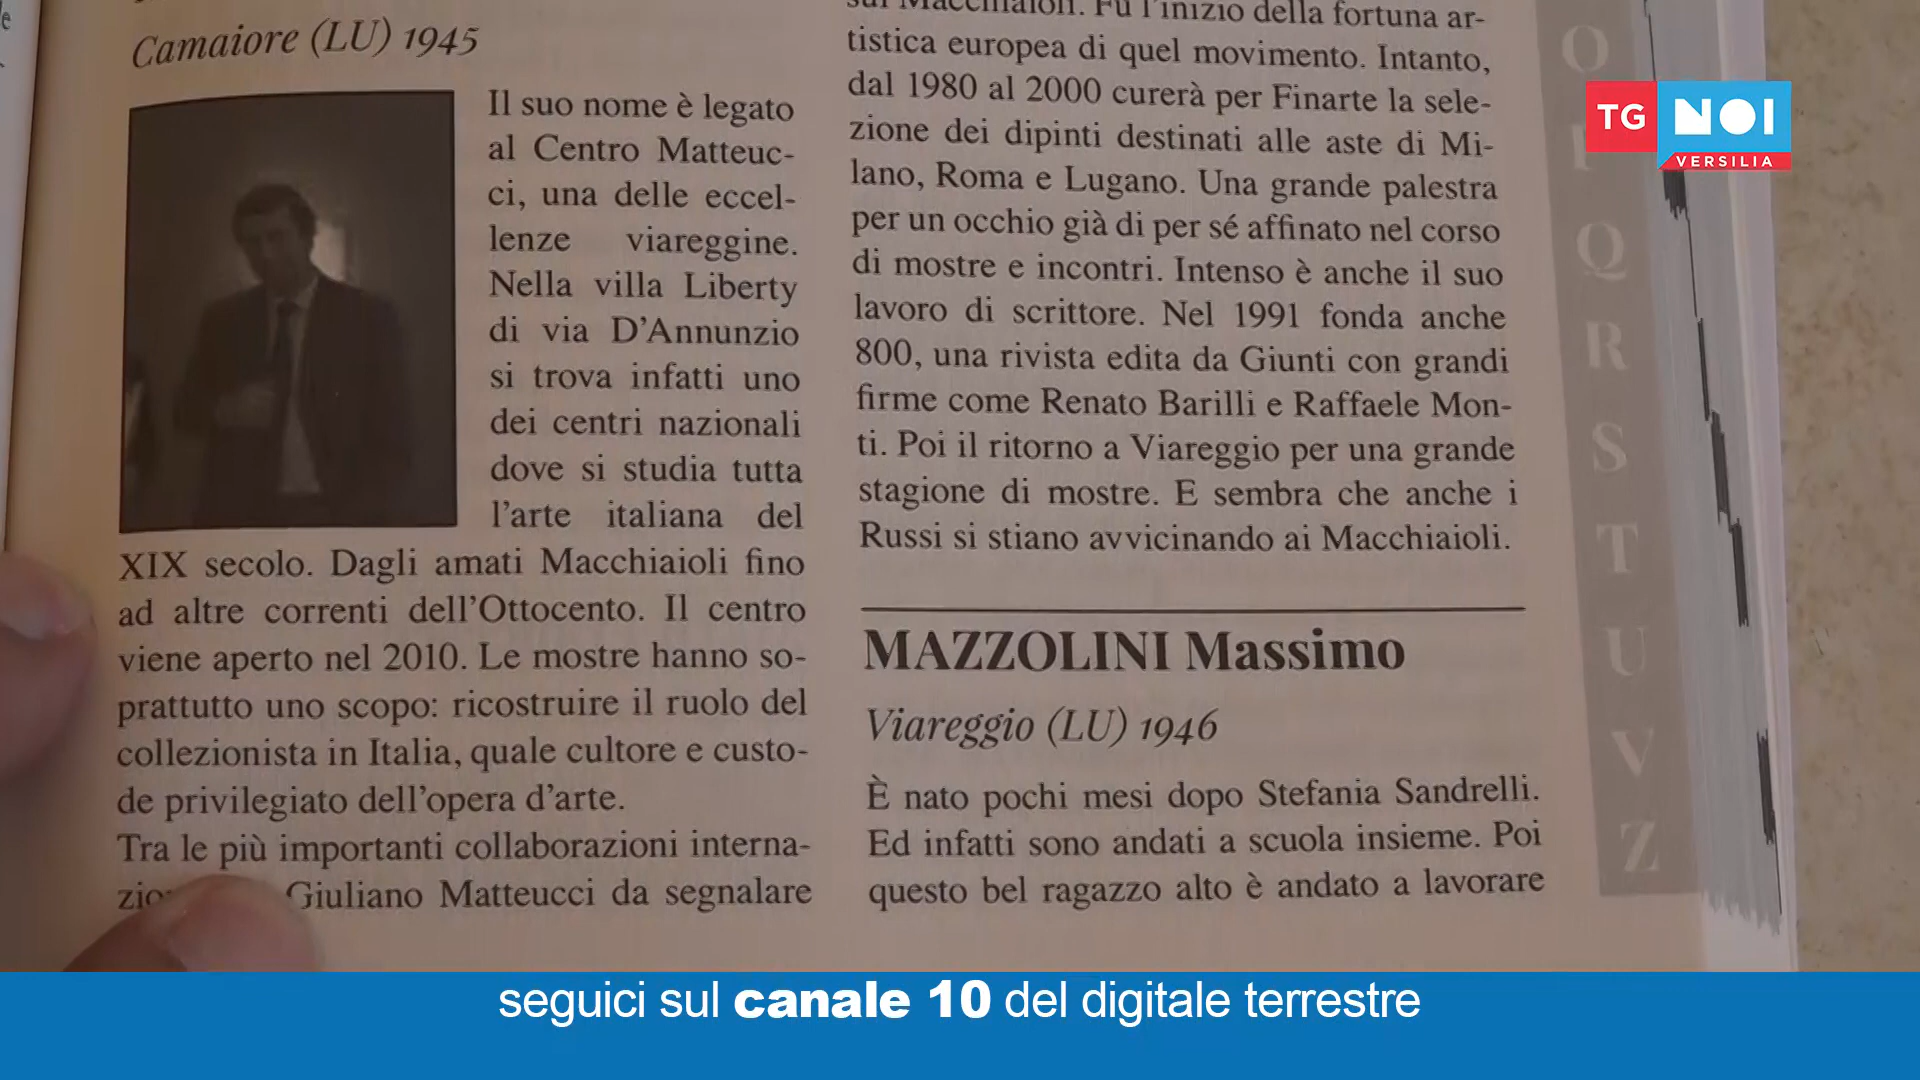 Camaiore (LU) 1945
Il suo nome è legato
al Centro Matteuc-
ci, una delle eccel-
lenze viareggine.
Nella villa Liberty
di via D'Annunzio
si trova infatti uno
dei centri nazionali
dove si studia tutta
l'arte italiana del
XIX secolo. Dagli amati Macchiaioli fino
ad altre correnti dell'Ottocento. Il centro
viene aperto nel 2010. Le mostre hanno so-
prattutto uno scopo: ricostruire il ruolo del
collezionista in Italia, quale cultore e custo-
de privilegiato dell'opera d'arte.
Tra le più importanti collaborazioni interna-
Giuliano Matteucci da segnalare
sui Macchiaioli. Fu l'inizio della fortuna ar-
tistica europea di quel movimento. Intanto,
dal 1980 al 2000 curerà per Finarte la sele-
zione dei dipinti destinati alle aste di Mi-
lano, Roma e Lugano. Una grande palestra
per un occhio già di per sé affinato nel corso
di mostre e incontri. Intenso è anche il suo
lavoro di scrittore. Nel 1991 fonda anche
800, una rivista edita da Giunti con grandi
firme come Renato Barilli e Raffaele Mon-
ti. Poi il ritorno a Viareggio per una grande
stagione di mostre. E sembra che anche i
Russi si stiano avvicinando ai Macchiaioli.
MAZZOLINI Massimo
Viareggio (LU) 1946
È nato pochi mesi dopo Stefania Sandrelli.
Ed infatti sono andati a scuola insieme. Poi
questo bel ragazzo alto è andato a lavorare
O
P
Q
R
S
T
U
V
Z
TG NOI
VERSILIA
seguici sul canale 10 del digitale terrestre